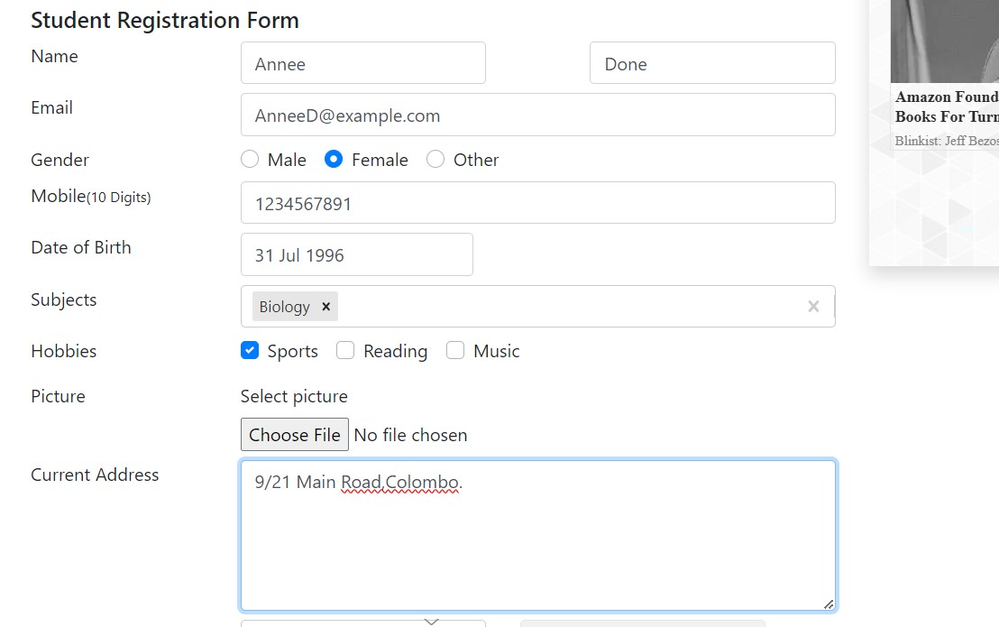 Student Registration Form
Name Annee Done
Email AnneeD@example.com
Gender Male Female Other
Mobile(10 Digits) 1234567891
Date of Birth 31 Jul 1996
Subjects Biology ×
Hobbies Sports Reading Music
Picture Select picture
Choose File No file chosen
Current Address 9/21 Main Road,Colombo.
Amazon Found
Books For Turn
Blinkist: Jeff Bezos